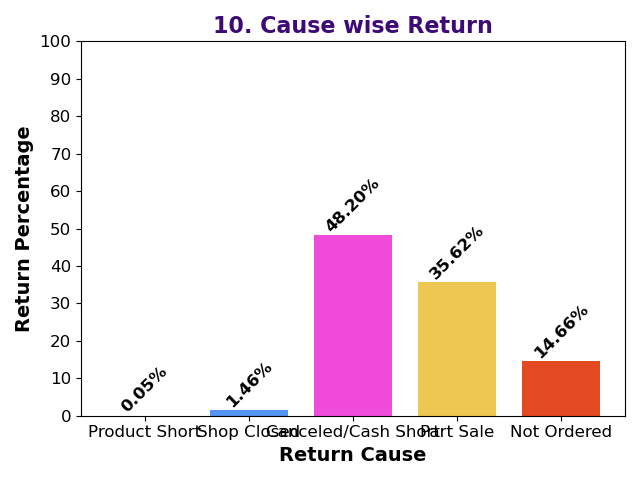 10. Cause wise Return
Return Percentage
100
90
80
70
60
50
40
30
20
10
0
0.05%
1.46%
48.20%
35.62%
14.66%
Product Short
Shop Closed
Canceled/Cash Short
Part Sale
Not Ordered
Return Cause